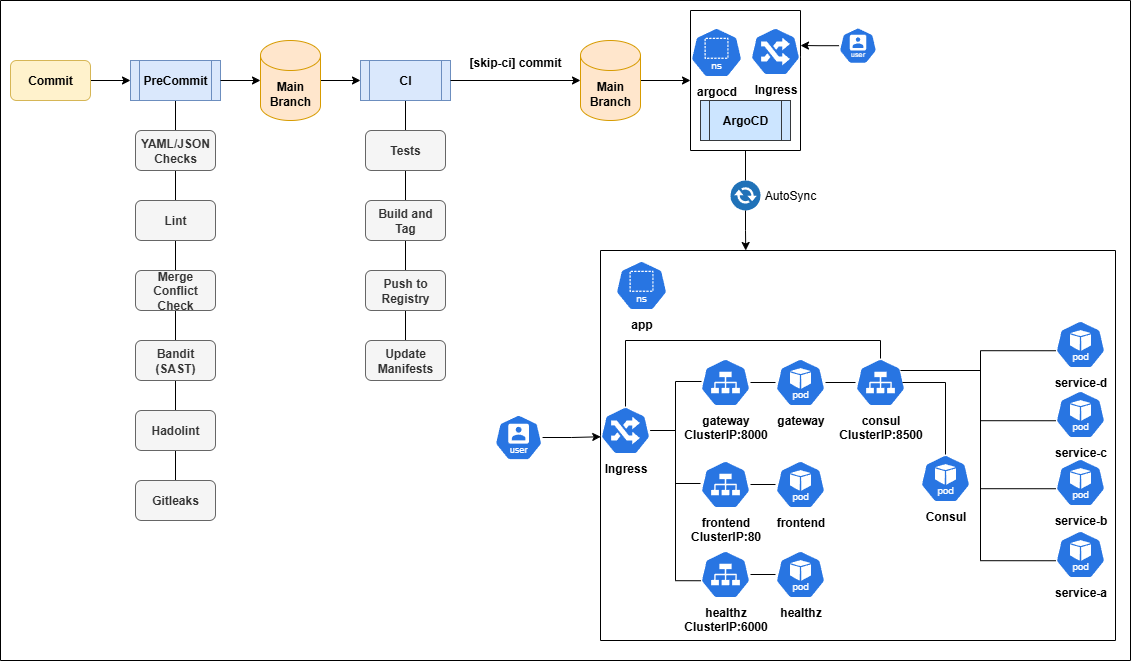 Commit
PreCommit
Main
Branch
CI
[skip-ci] commit
Main
Branch
ns
argocd
Ingress
user
ArgoCD
AutoSync
YAML/JSON
Checks
Lint
Merge
Conflict
Check
Bandit
(SAST)
Hadolint
Gitleaks
Tests
Build and
Tag
Push to
Registry
Update
Manifests
ns
app
user
Ingress
gateway
ClusterIP:8000
pod
gateway
consul
ClusterIP:8500
frontend
ClusterIP:80
pod
frontend
healthz
ClusterIP:6000
pod
healthz
pod
Consul
pod
service-d
pod
service-c
pod
service-b
pod
service-a